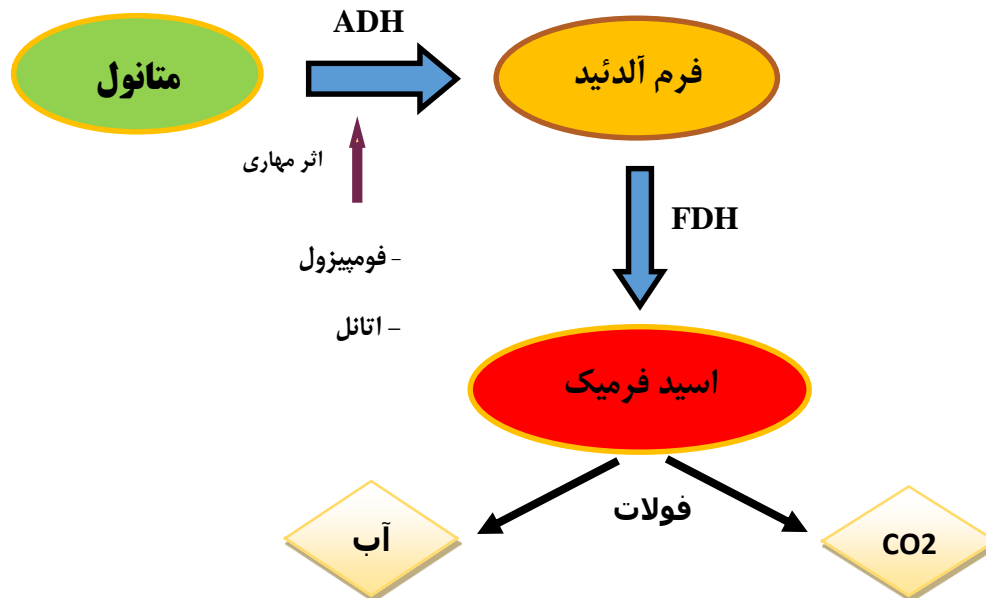 ADH
متانول
فرم آلدئید
اثر مهاری
FDH
- فومپیزول
- اتانل
اسید فرمیک
فولات
آب
CO2